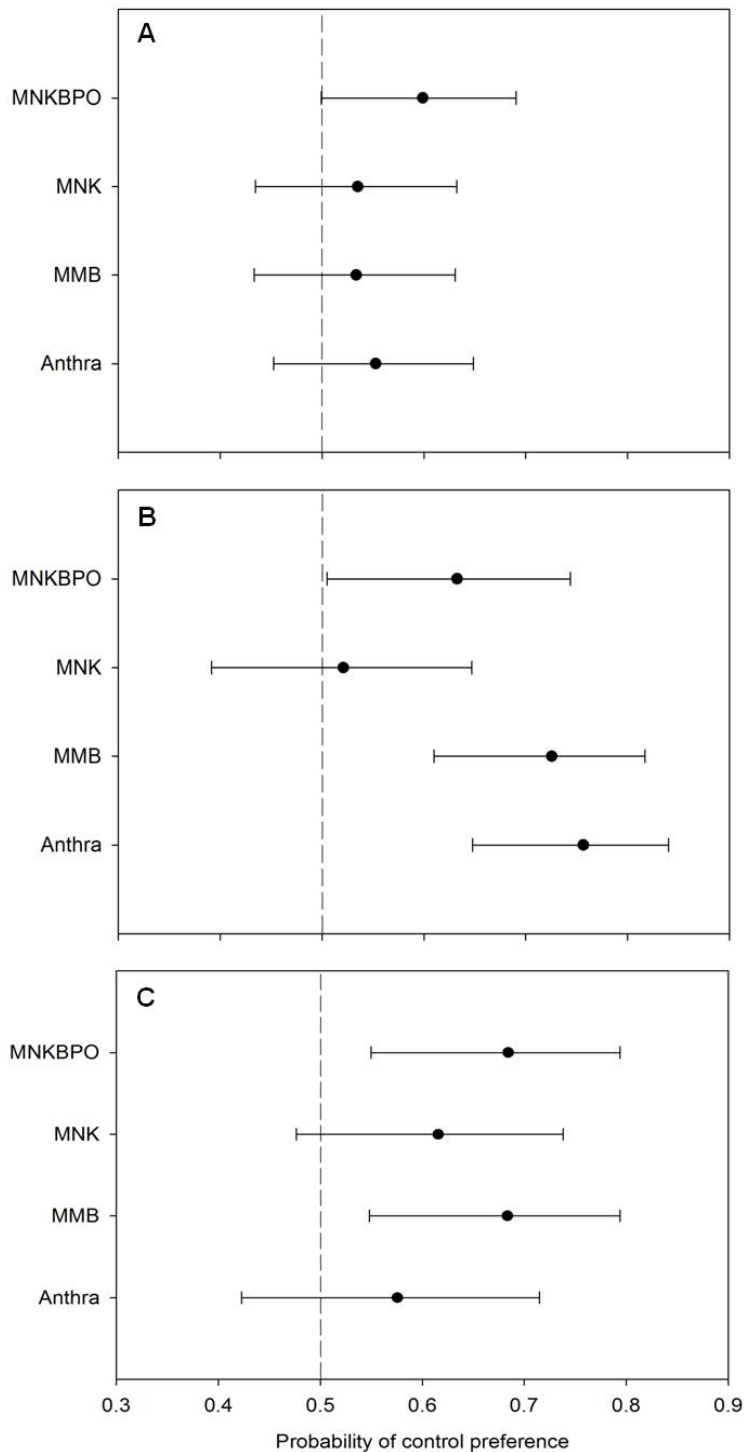 A
MNKBPO
MNK
MMB
Anthra
B
MNKBPO
MNK
MMB
Anthra
C
MNKBPO
MNK
MMB
Anthra
0.3 0.4 0.5 0.6 0.7 0.8 0.9
Probability of control preference